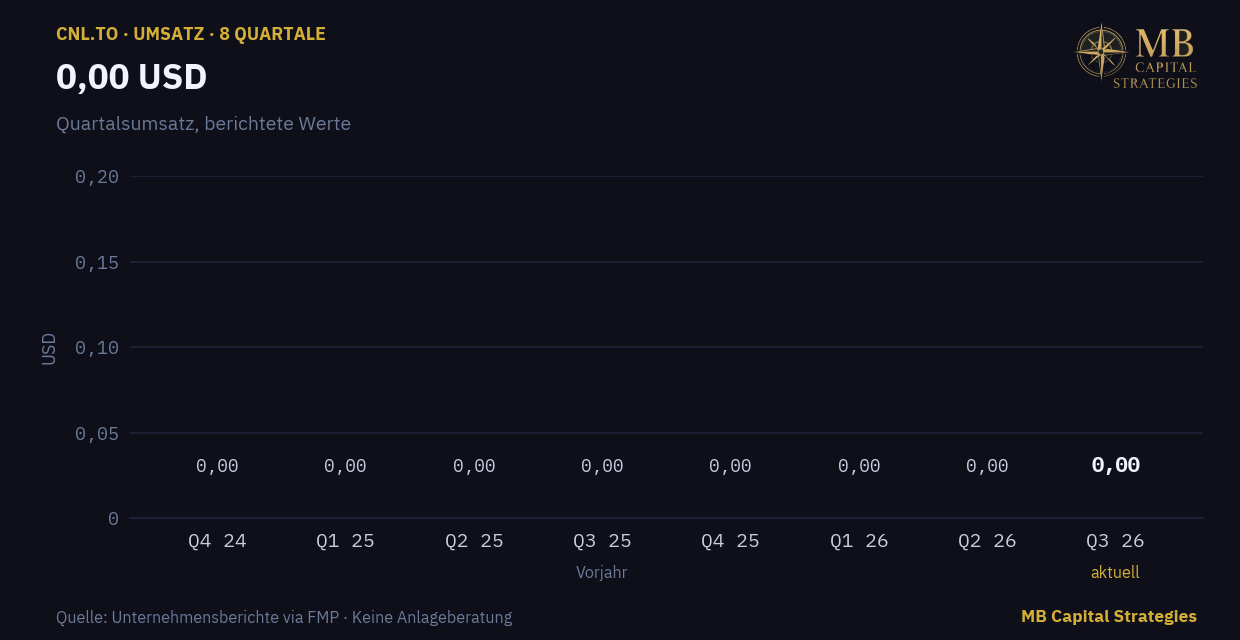 CNL.TO · UMSATZ · 8 QUARTALE
0,00 USD
Quartalsumsatz, berichtete Werte
MB
CAPITAL
STRATEGIES
USD
0,20
0,15
0,10
0,05
0
0,00 0,00 0,00 0,00 0,00 0,00 0,00 0,00
Q4 24 Q1 25 Q2 25 Q3 25 Q4 25 Q1 26 Q2 26 Q3 26
Vorjahr aktuell
Quelle: Unternehmensberichte via FMP · Keine Anlageberatung
MB Capital Strategies